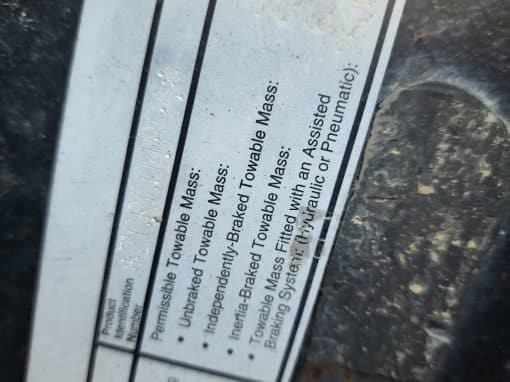 Product
Identification
Number
Permissible Towable Mass:
• Unbraked Towable Mass:
• Independently-Braked Towable Mass:
• Inertia-Braked Towable Mass:
• Towable Mass Fitted with an Assisted
Braking System: (Hydraulic or Pneumatic):